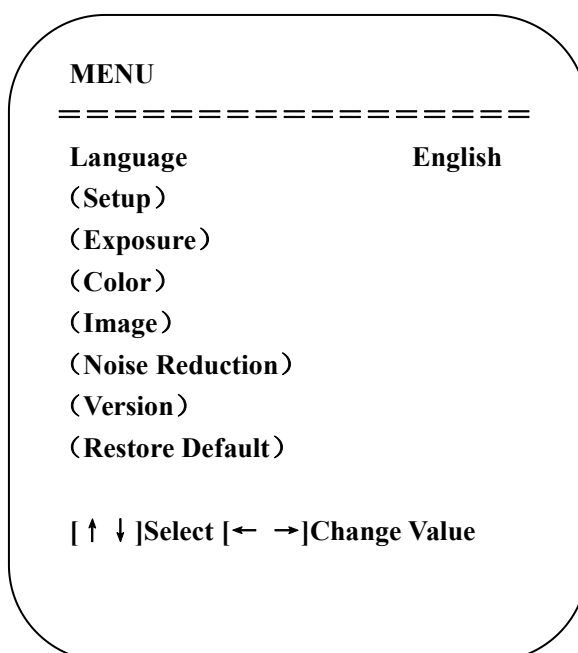 MENU
=================
Language English
（Setup）
（Exposure）
（Color）
（Image）
（Noise Reduction）
（Version）
（Restore Default）
[↑ ↓]Select [← →]Change Value